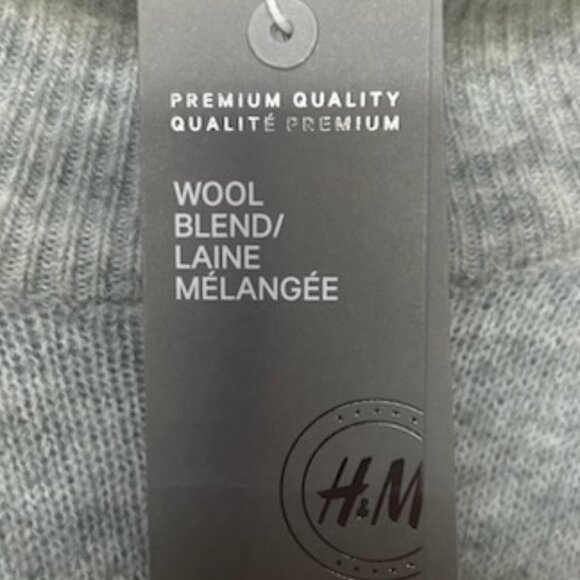 PREMIUM QUALITY
QUALITÉ PREMIUM
WOOL
BLEND/
LAINE
MÉLANGÉE
H&M